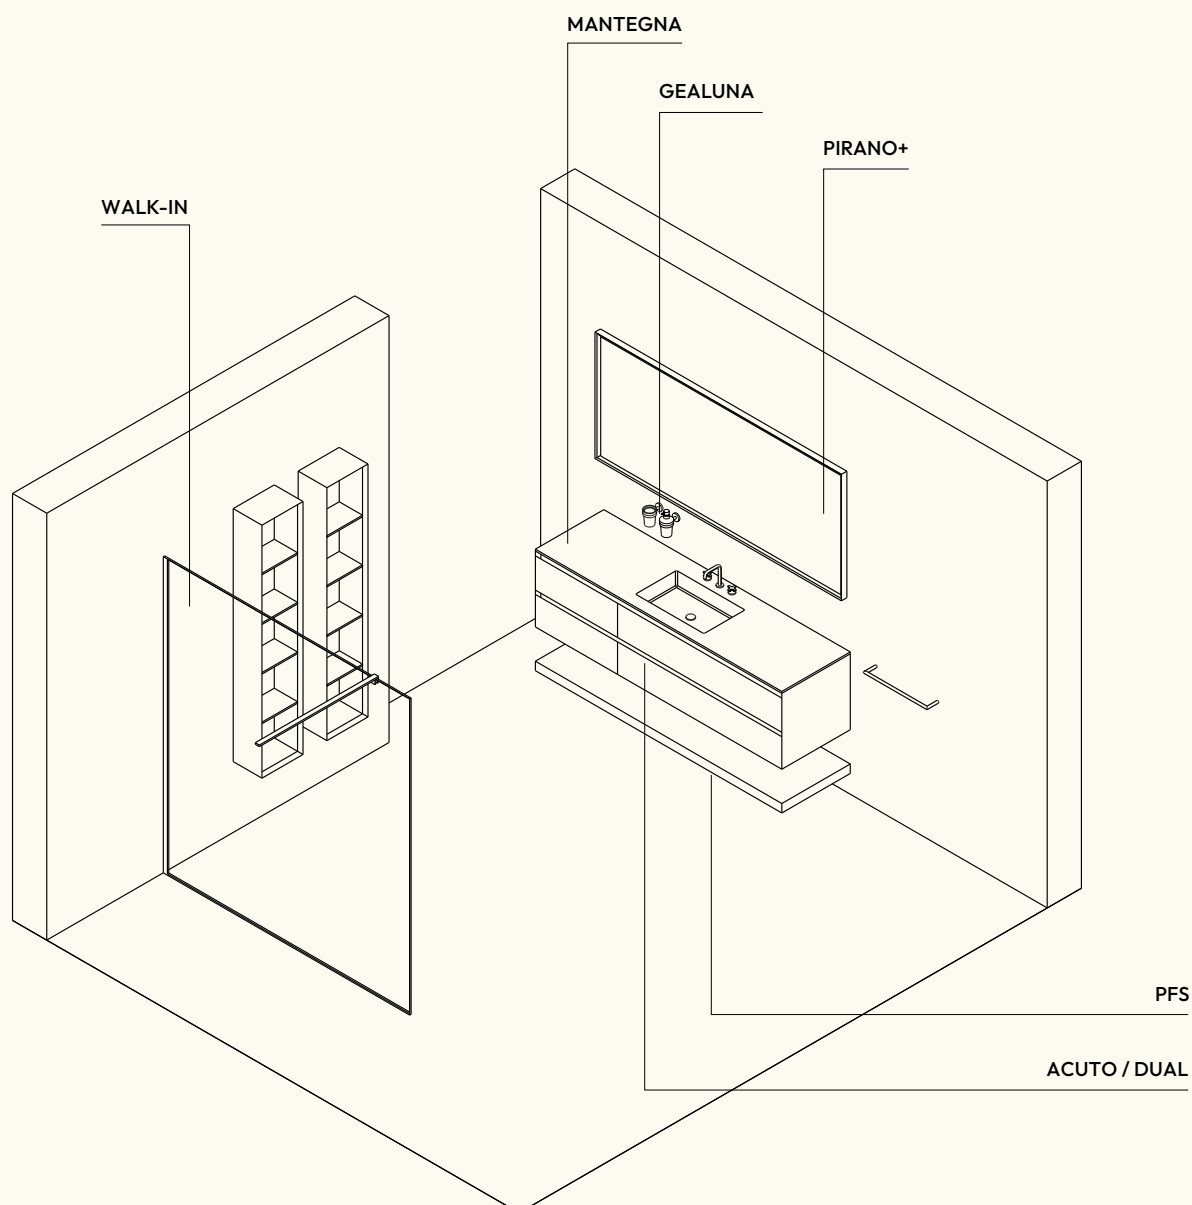 MANTEGNA
GEALUNA
PIRANO+
WALK-IN
PFS
ACUTO / DUAL